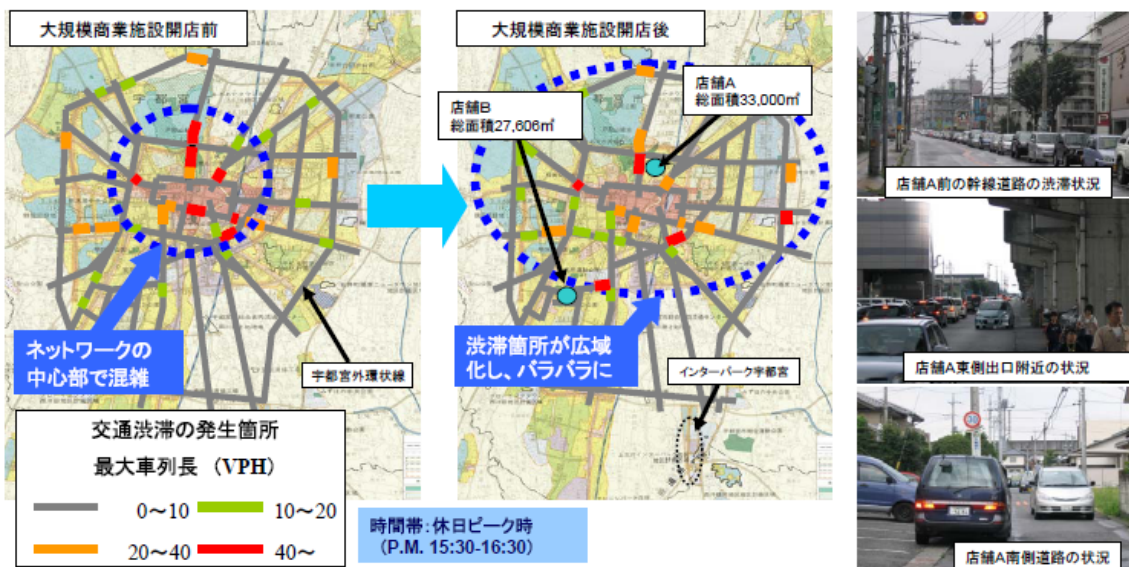 大規模商業施設開店前
大規模商業施設開店後
店舗A
総面積33,000㎡
店舗B
総面積27,606㎡
宇都宮市
ネットワークの
中心部で混雑
渋滞箇所が広域
化し、バラバラに
宇都宮外環状線
インターパーク宇都宮
交通渋滞の発生箇所
最大車列長 (VPH)
0～10
10～20
20～40
40～
時間帯:休日ピーク時
(P.M. 15:30-16:30)
店舗A前の幹線道路の渋滞状況
店舗A東側出口附近の状況
30
店舗A南側道路の状況